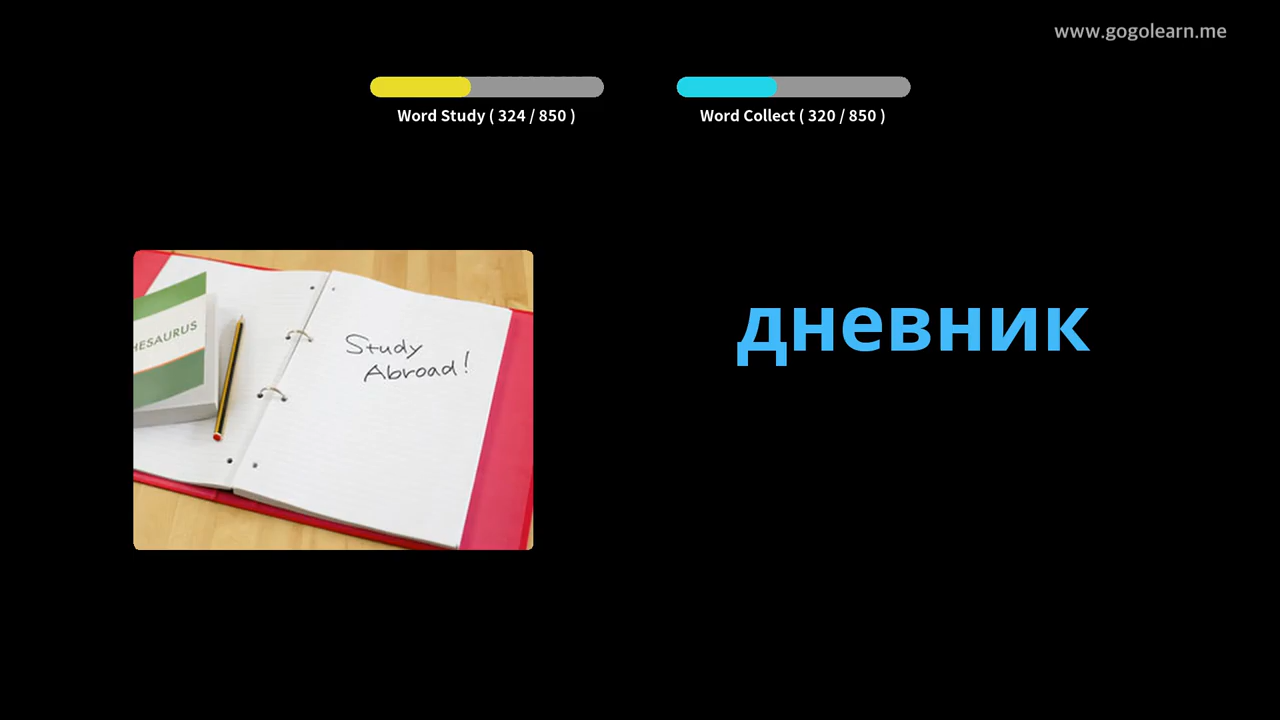 www.gogolearn.me
Word Study ( 324 / 850 )
Word Collect ( 320 / 850 )
HESAURUS
Study
Abroad!
дневник